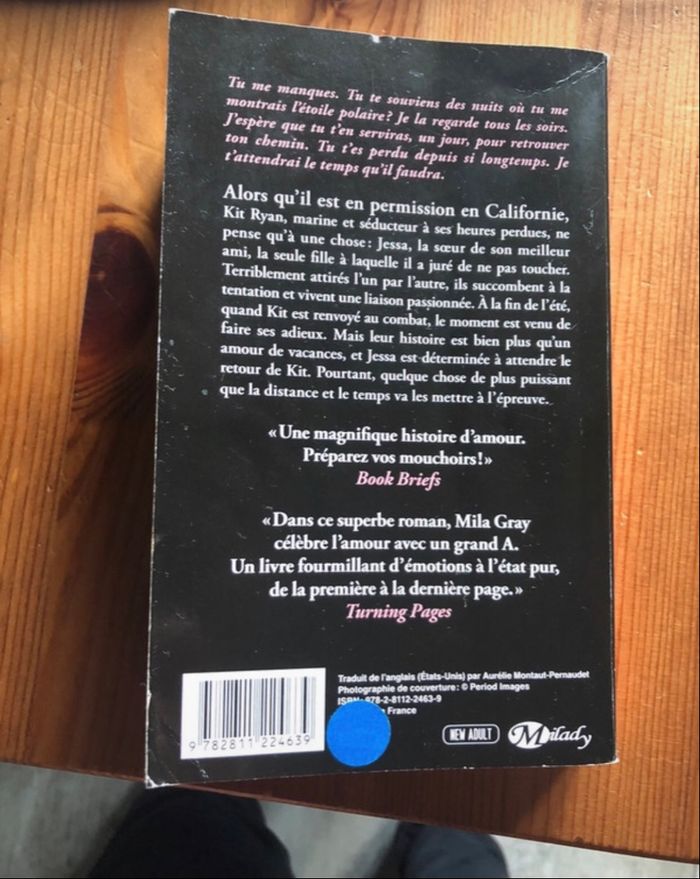 Tu me manques. Tu te souviens des nuits où tu me
montrais l'étoile polaire? Je la regarde tous les soirs.
J'espère que tu t'en serviras, un jour, pour retrouver
ton chemin. Tu t'es perdu depuis si longtemps. Je
t'attendrai le temps qu'il faudra.
Alors qu'il est en permission en Californie,
Kit Ryan, marine et séducteur à ses heures perdues, ne
pense qu'à une chose : Jessa, la sœur de son meilleur
ami, la seule fille à laquelle il a juré de ne pas toucher.
Terriblement attirés l'un par l'autre, ils succombent à la
tentation et vivent une liaison passionnée. À la fin de l'été,
quand Kit est renvoyé au combat, le moment est venu de
faire ses adieux. Mais leur histoire est bien plus qu'un
amour de vacances, et Jessa est déterminée à attendre le
retour de Kit. Pourtant, quelque chose de plus puissant
que la distance et le temps va les mettre à l'épreuve.
« Une magnifique histoire d'amour.
Préparez vos mouchoirs ! »
Book Briefs
« Dans ce superbe roman, Mila Gray
célèbre l'amour avec un grand A.
Un livre fourmillant d'émotions à l'état pur,
de la première à la dernière page. »
Turning Pages
Traduit de l'anglais (États-Unis) par Aurélie Montaut-Pernaudet
Photographie de couverture : © Period Images
ISBN 978-2-8112-2463-9
France
9 782811 224639
NEW ADULT
Milady